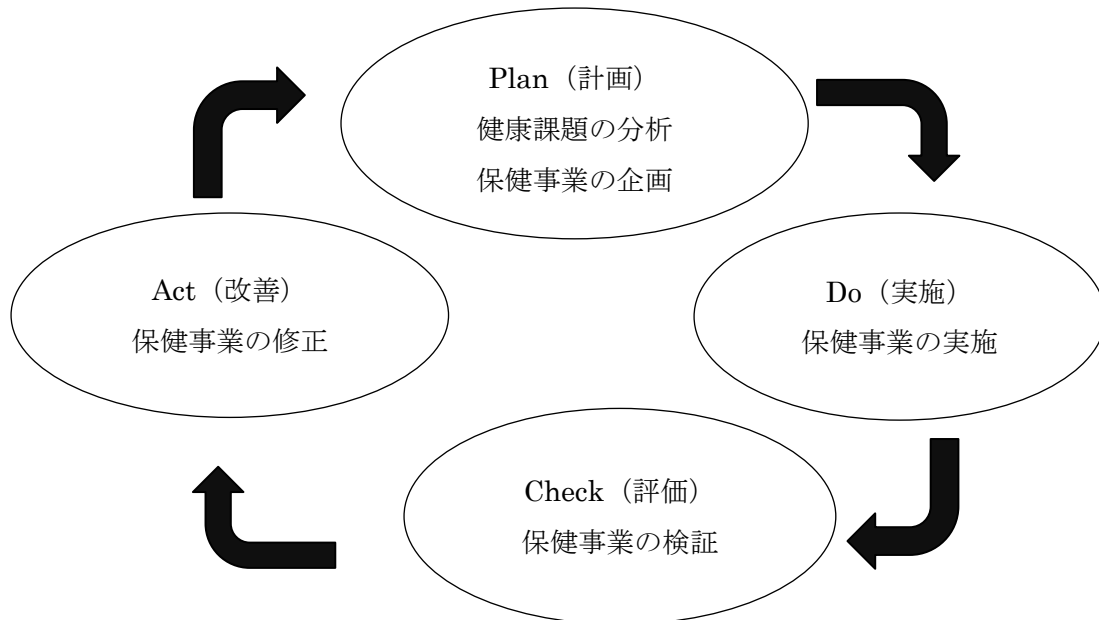 Plan（計画）
健康課題の分析
保健事業の企画
Do（実施）
保健事業の実施
Check（評価）
保健事業の検証
Act（改善）
保健事業の修正